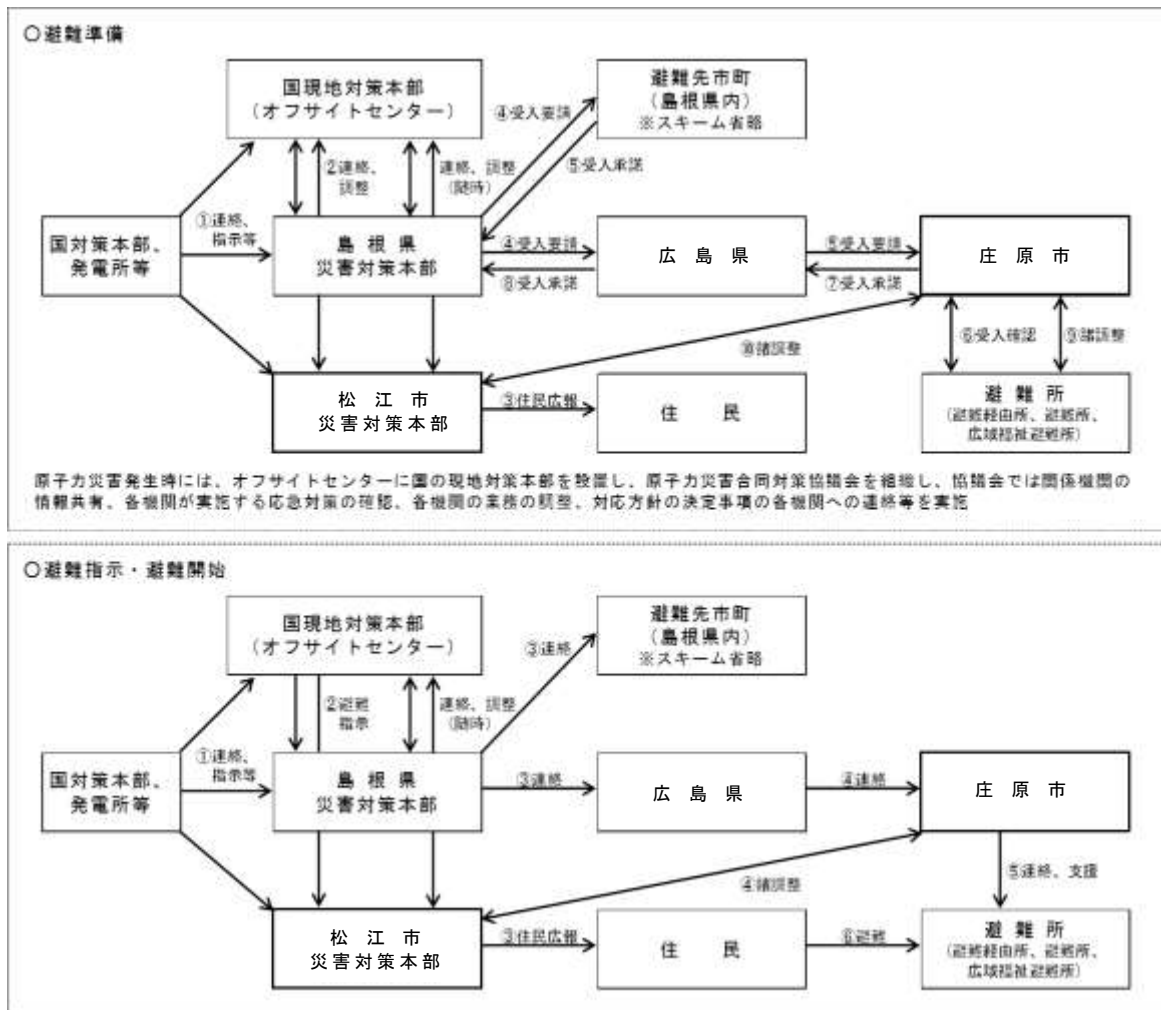 ○避難準備
国現地対策本部
(オフサイトセンター)
避難先市町
(島根県内)
※スキーム省略
④受入要請
⑤受入承諾
②連絡、
調整
連絡、調整
(随時)
①連絡、
指示等
国対策本部、
発電所等
島根県
災害対策本部
④受入要請
⑧受入承諾
広島県
⑤受入要請
⑦受入承諾
庄原市
⑥受入確認
⑨諸調整
⑩諸調整
松江市
災害対策本部
③住民広報
住民
避難所
(避難経由所、避難所、
広域福祉避難所)
原子力災害発生時には、オフサイトセンターに国の現地対策本部を設置し、原子力災害合同対策協議会を組織し、協議会では関係機関の
情報共有、各機関が実施する応急対策の確認、各機関の業務の調整、対応方針の決定事項の各機関への連絡等を実施
○避難指示・避難開始
国現地対策本部
(オフサイトセンター)
避難先市町
(島根県内)
※スキーム省略
③連絡
②避難
指示
連絡、調整
(随時)
①連絡、
指示等
国対策本部、
発電所等
島根県
災害対策本部
③連絡
広島県
④連絡
庄原市
⑤連絡、支援
④諸調整
松江市
災害対策本部
③住民広報
住民
⑥避難
避難所
(避難経由所、避難所、
広域福祉避難所)